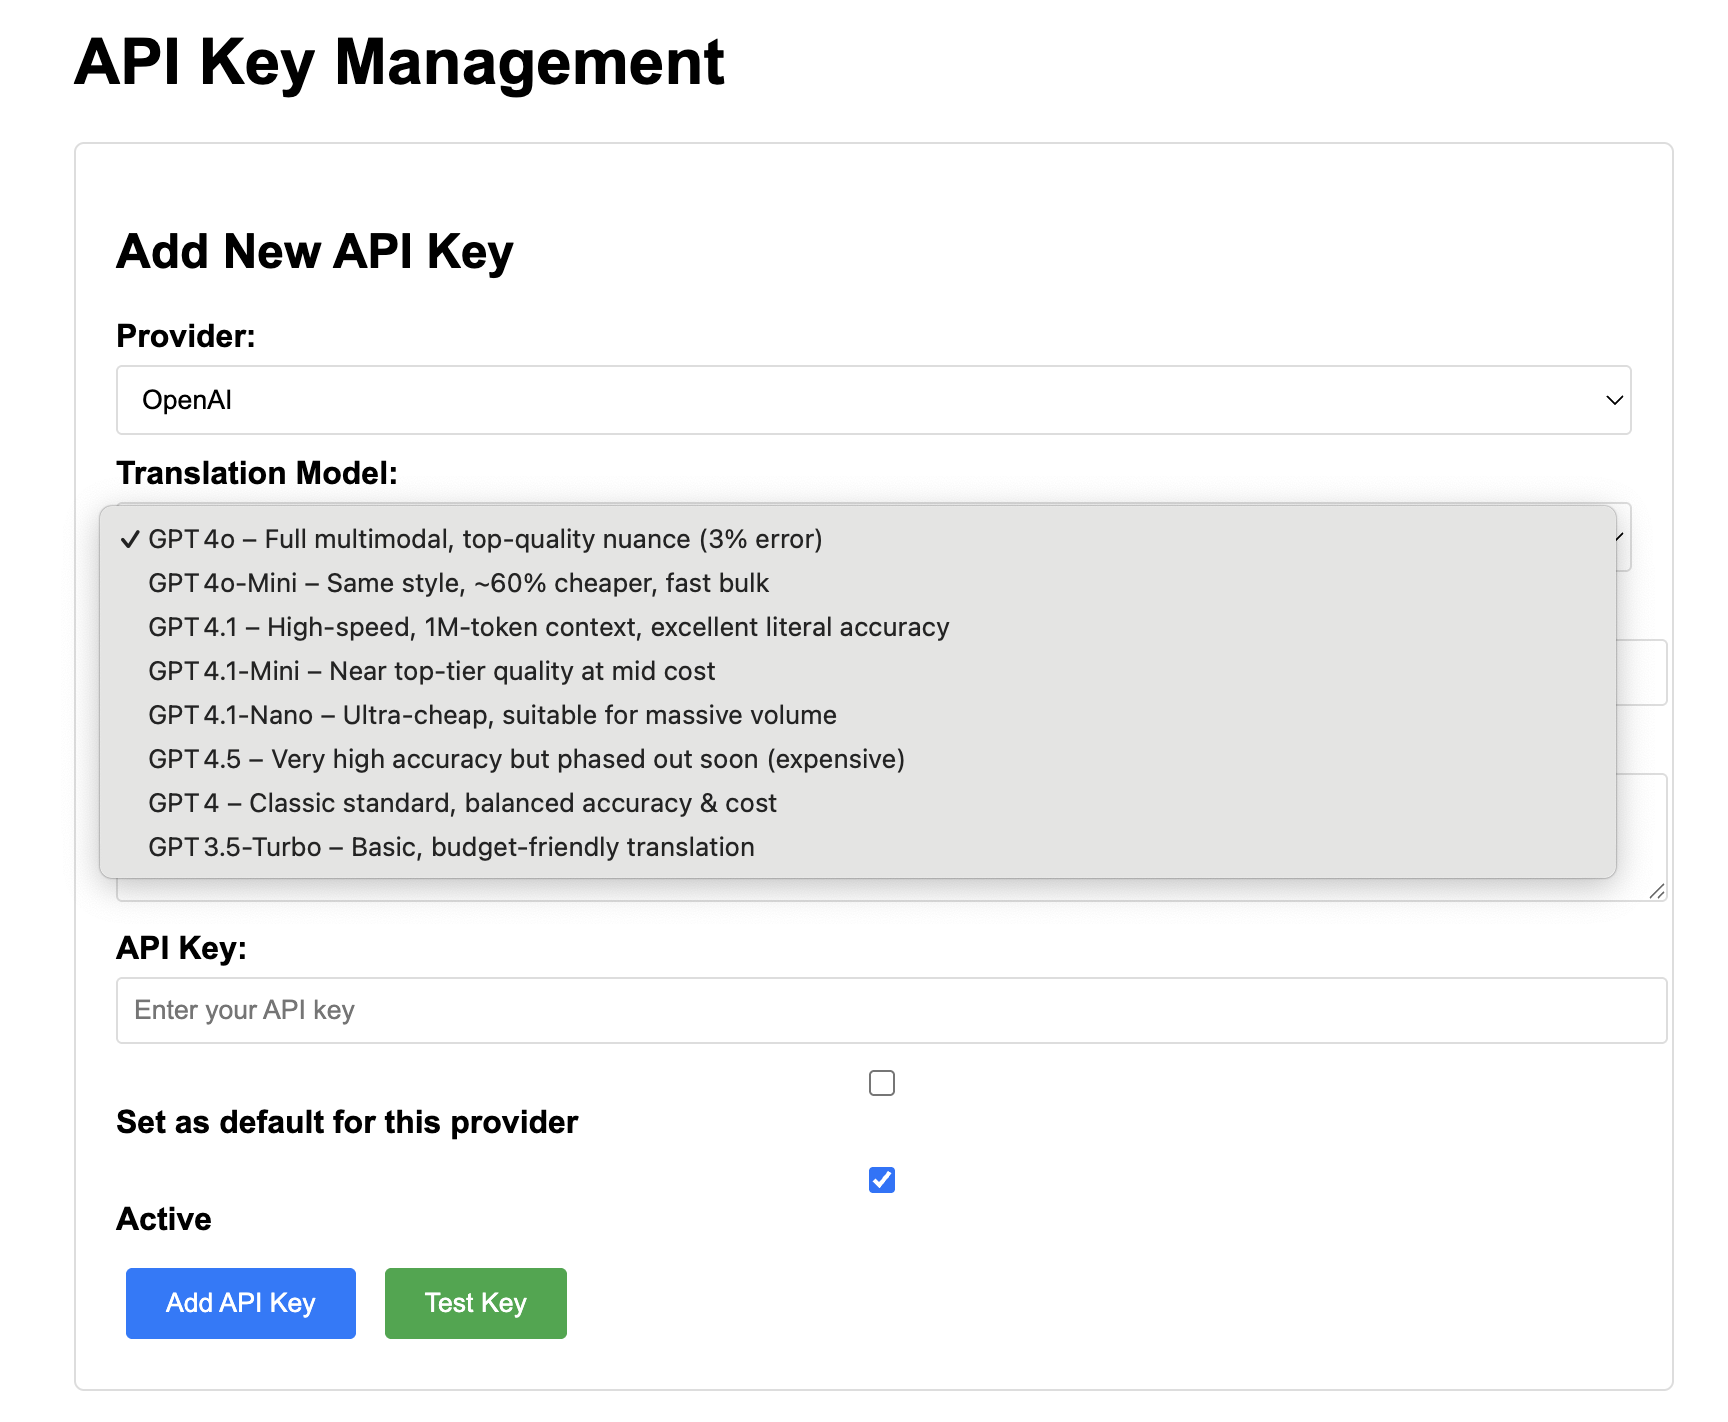 API Key Management
Add New API Key
Provider:
OpenAI
Translation Model:
✓ GPT 4o – Full multimodal, top-quality nuance (3% error)
GPT 4o-Mini – Same style, ~60% cheaper, fast bulk
GPT 4.1 – High-speed, 1M-token context, excellent literal accuracy
GPT 4.1-Mini – Near top-tier quality at mid cost
GPT 4.1-Nano – Ultra-cheap, suitable for massive volume
GPT 4.5 – Very high accuracy but phased out soon (expensive)
GPT 4 – Classic standard, balanced accuracy & cost
GPT 3.5-Turbo – Basic, budget-friendly translation
API Key:
Enter your API key
Set as default for this provider
Active
Add API Key
Test Key